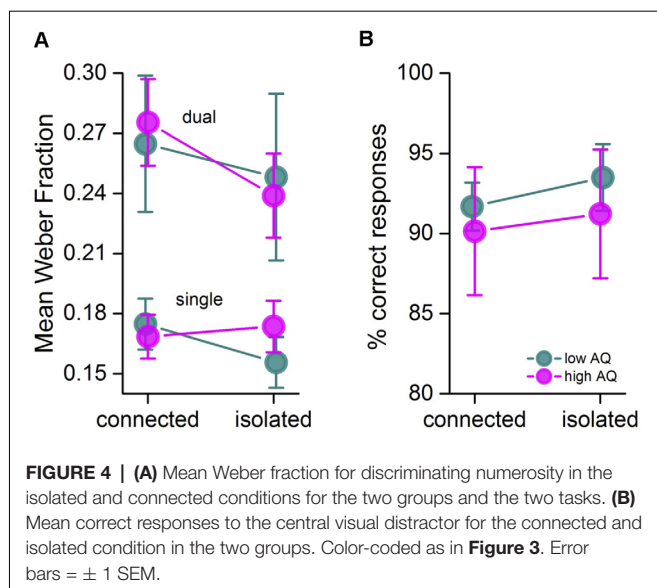 A
B
0.30
0.27
0.24
0.21
0.18
0.15
Mean Weber Fraction
dual
single
connected
isolated
100
95
90
85
80
% correct responses
low AQ
high AQ
connected
isolated
FIGURE 4 | (A) Mean Weber fraction for discriminating numerosity in the
isolated and connected conditions for the two groups and the two tasks. (B)
Mean correct responses to the central visual distractor for the connected and
isolated condition in the two groups. Color-coded as in Figure 3. Error
bars = ± 1 SEM.